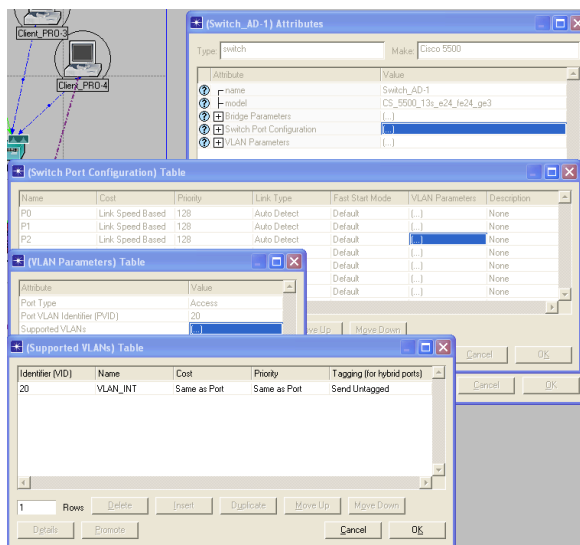 Client_PRO-3
Client_PRO-4
(Switch_AD-1) Attributes
Type: switch Make: Cisco 5500
Attribute Value
name Switch_AD-1
model CS_5500_13s_e24_fe24_ge3
Bridge Parameters (...)
Switch Port Configuration (...)
VLAN Parameters (...)
(Switch Port Configuration) Table
Name Cost Priority Link Type Fast Start Mode VLAN Parameters Description
P0 Link Speed Based 128 Auto Detect Default (...) None
P1 Link Speed Based 128 Auto Detect Default (...) None
P2 Link Speed Based 128 Auto Detect Default (...) None
Default (...) None
Default (...) None
Default (...) None
(VLAN Parameters) Table
Attribute Value
Port Type Access
Port VLAN Identifier (PVID) 20
Supported VLANs (...)
ve Up Move Down
Cancel OK
Cancel OK
(Supported VLANs) Table
Identifier (VID) Name Cost Priority Tagging (for hybrid ports)
20 VLAN_INT Same as Port Same as Port Send Untagged
1 Rows Delete Insert Duplicate Move Up Move Down
Details Promote Cancel OK